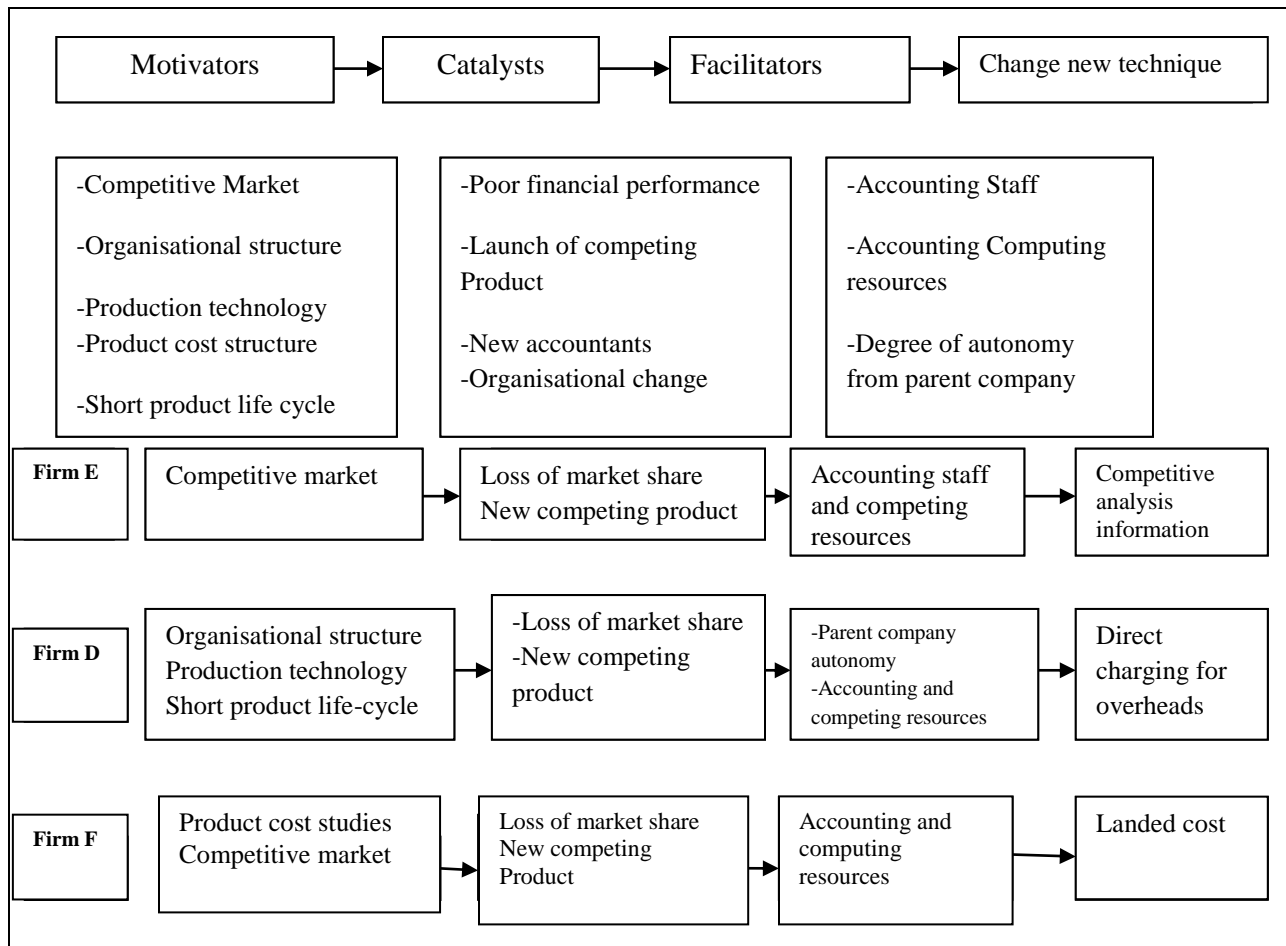 Motivators
Catalysts
Facilitators
Change new technique
-Competitive Market
-Organisational structure
-Production technology
-Product cost structure
-Short product life cycle
-Poor financial performance
-Launch of competing
Product
-New accountants
-Organisational change
-Accounting Staff
-Accounting Computing
resources
-Degree of autonomy
from parent company
Firm E
Competitive market
Loss of market share
New competing product
Accounting staff
and competing
resources
Competitive
analysis
information
Firm D
Organisational structure
Production technology
Short product life-cycle
-Loss of market share
-New competing
product
-Parent company
autonomy
-Accounting and
competing resources
Direct
charging for
overheads
Firm F
Product cost studies
Competitive market
Loss of market share
New competing
Product
Accounting and
computing
resources
Landed cost